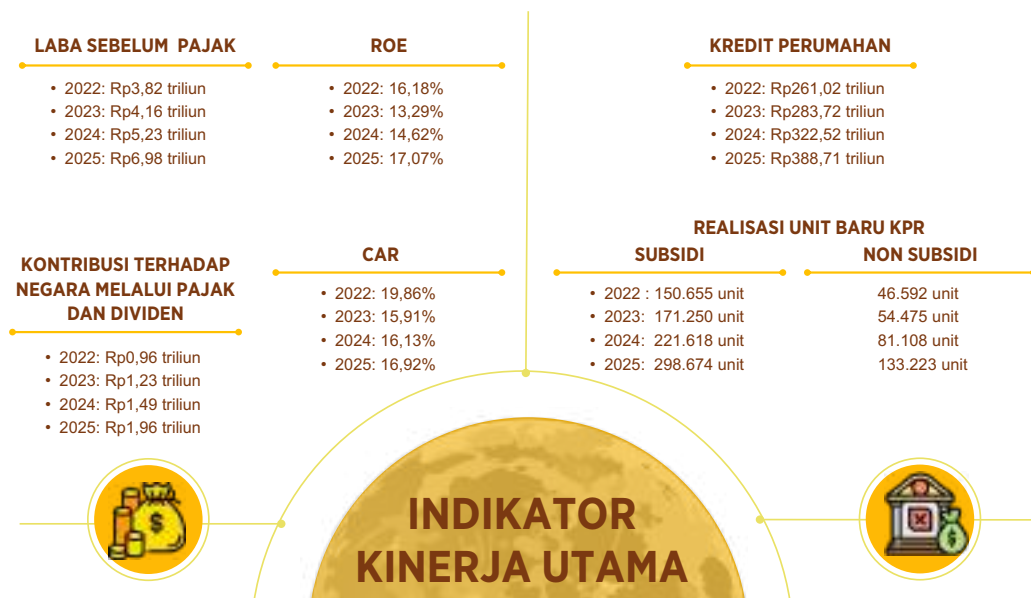 LABA SEBELUM PAJAK
• 2022: Rp3,82 triliun
• 2023: Rp4,16 triliun
• 2024: Rp5,23 triliun
• 2025: Rp6,98 triliun
ROE
• 2022: 16,18%
• 2023: 13,29%
• 2024: 14,62%
• 2025: 17,07%
KONTRIBUSI TERHADAP
NEGARA MELALUI PAJAK
DAN DIVIDEN
• 2022: Rp0,96 triliun
• 2023: Rp1,23 triliun
• 2024: Rp1,49 triliun
• 2025: Rp1,96 triliun
CAR
• 2022: 19,86%
• 2023: 15,91%
• 2024: 16,13%
• 2025: 16,92%
KREDIT PERUMAHAN
• 2022: Rp261,02 triliun
• 2023: Rp283,72 triliun
• 2024: Rp322,52 triliun
• 2025: Rp388,71 triliun
REALISASI UNIT BARU KPR
SUBSIDI
• 2022 : 150.655 unit
• 2023: 171.250 unit
• 2024: 221.618 unit
• 2025: 298.674 unit
NON SUBSIDI
46.592 unit
54.475 unit
81.108 unit
133.223 unit
$
$
INDIKATOR
KINERJA UTAMA